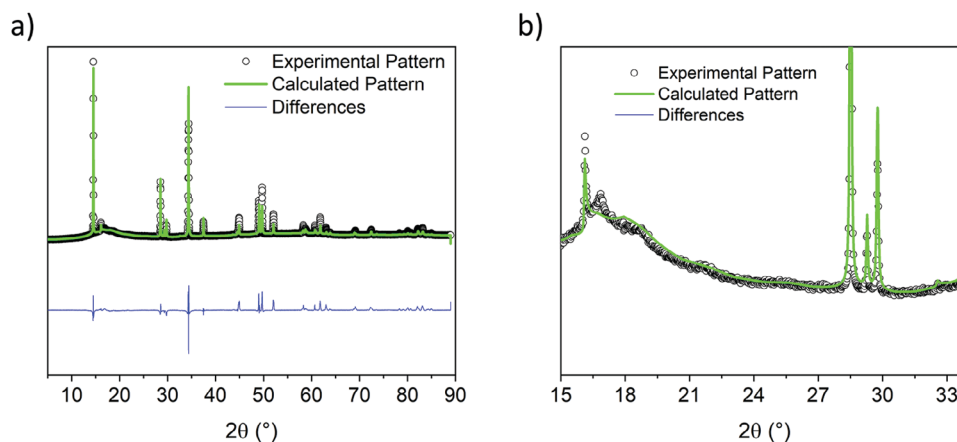 a)
Experimental Pattern
Calculated Pattern
Differences
10 20 30 40 50 60 70 80 90
2θ (°)
b)
Experimental Pattern
Calculated Pattern
Differences
15 18 21 24 27 30 33
2θ (°)